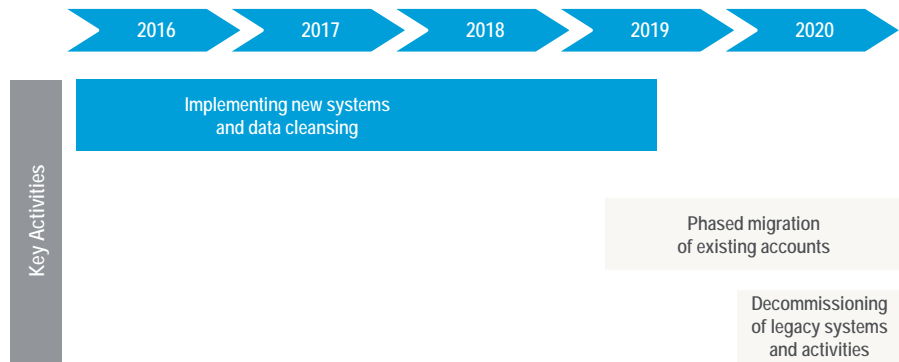 2016 2017 2018 2019 2020
Key Activities
Implementing new systems
and data cleansing
Phased migration
of existing accounts
Decommissioning
of legacy systems
and activities